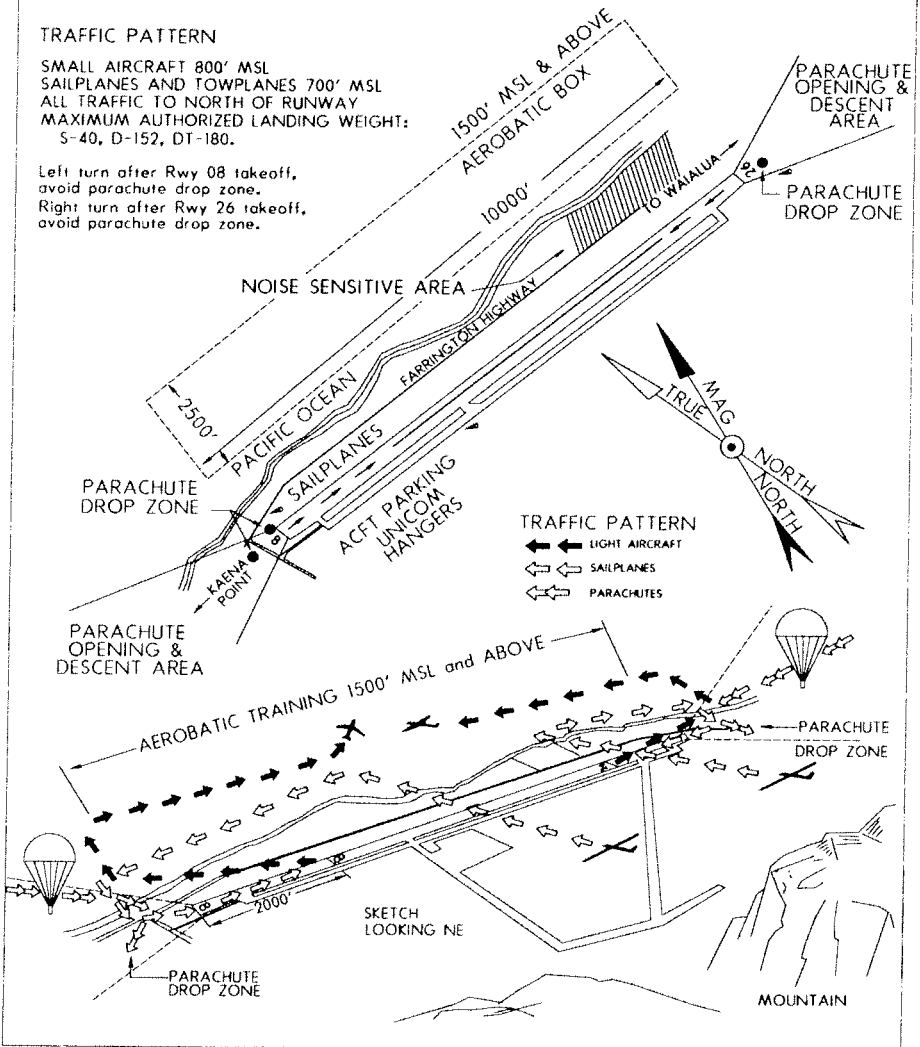 TRAFFIC PATTERN
SMALL AIRCRAFT 800' MSL
SAILPLANES AND TOWPLANES 700' MSL
ALL TRAFFIC TO NORTH OF RUNWAY
MAXIMUM AUTHORIZED LANDING WEIGHT:
S-40, D-152, DT-180.
Left turn after Rwy 08 takeoff,
avoid parachute drop zone.
Right turn after Rwy 26 takeoff,
avoid parachute drop zone.
1500' MSL & ABOVE
AEROBATIC BOX
10000'
PARACHUTE
OPENING &
DESCENT
AREA
TO WAIALUA
26
PARACHUTE
DROP ZONE
NOISE SENSITIVE AREA
FARRINGTON HIGHWAY
2500'
PACIFIC OCEAN
SAILPLANES
PARACHUTE
DROP ZONE
8
ACFT PARKING
UNICOM
HANGERS
KAENA
POINT
PARACHUTE
OPENING &
DESCENT AREA
MAG
TRUE
NORTH
NORTH
TRAFFIC PATTERN
LIGHT AIRCRAFT
SAILPLANES
PARACHUTES
AEROBATIC TRAINING 1500' MSL and ABOVE
PARACHUTE
DROP ZONE
8
8
2000'
SKETCH
LOOKING NE
PARACHUTE
DROP ZONE
MOUNTAIN